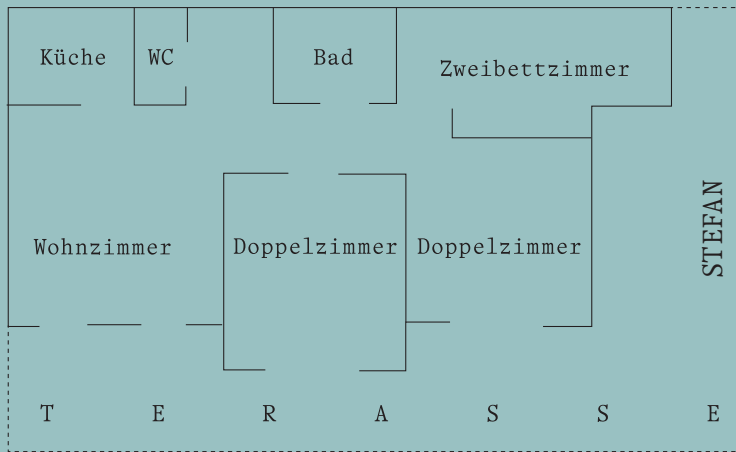 Küche
WC
Bad
Zweibettzimmer
Wohnzimmer
Doppelzimmer
Doppelzimmer
STEFAN
T E R A S S E